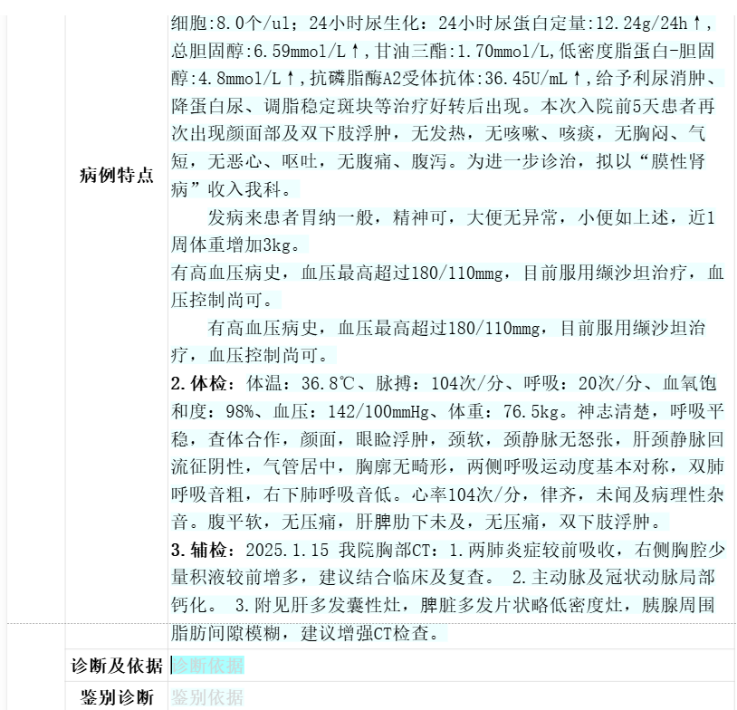 细胞:8.0个/ul；24小时尿生化：24小时尿蛋白定量:12.24g/24h↑,
总胆固醇:6.59mmol/L↑,甘油三酯:1.70mmol/L,低密度脂蛋白-胆固
醇:4.8mmol/L↑,抗磷脂酶A2受体抗体:36.45U/mL↑,给予利尿消肿、
降蛋白尿、调脂稳定斑块等治疗好转后出现。本次入院前5天患者再
次出现颜面部及双下肢浮肿，无发热，无咳嗽、咳痰，无胸闷、气
短，无恶心、呕吐，无腹痛、腹泻。为进一步诊治，拟以“膜性肾
病特点
病”收入我科。
发病来患者胃纳一般，精神可，大便无异常，小便如上述，近1
周体重增加3kg。
有高血压病史，血压最高超过180/110mmg，目前服用缬沙坦治疗，血
压控制尚可。
有高血压病史，血压最高超过180/110mmg，目前服用缬沙坦治
疗，血压控制尚可。
2.体检：体温：36.8℃、脉搏：104次/分、呼吸：20次/分、血氧饱
和度：98%、血压：142/100mmHg、体重：76.5kg。神志清楚，呼吸平
稳，查体合作，颜面，眼睑浮肿，颈软，颈静脉无怒张，肝颈静脉回
流征阴性，气管居中，胸廓无畸形，两侧呼吸运动度基本对称，双肺
呼吸音粗，右下肺呼吸音低。心率104次/分，律齐，未闻及病理性杂
音。腹平软，无压痛，肝脾肋下未及，无压痛，双下肢浮肿。
3.辅检：2025.1.15 我院胸部CT：1.两肺炎症较前吸收，右侧胸腔少
量积液较前增多，建议结合临床及复查。 2.主动脉及冠状动脉局部
钙化。 3.附见肝多发囊性灶，脾脏多发片状略低密度灶，胰腺周围
脂肪间隙模糊，建议增强CT检查。
诊断及依据 诊断依据
鉴别诊断 鉴别依据